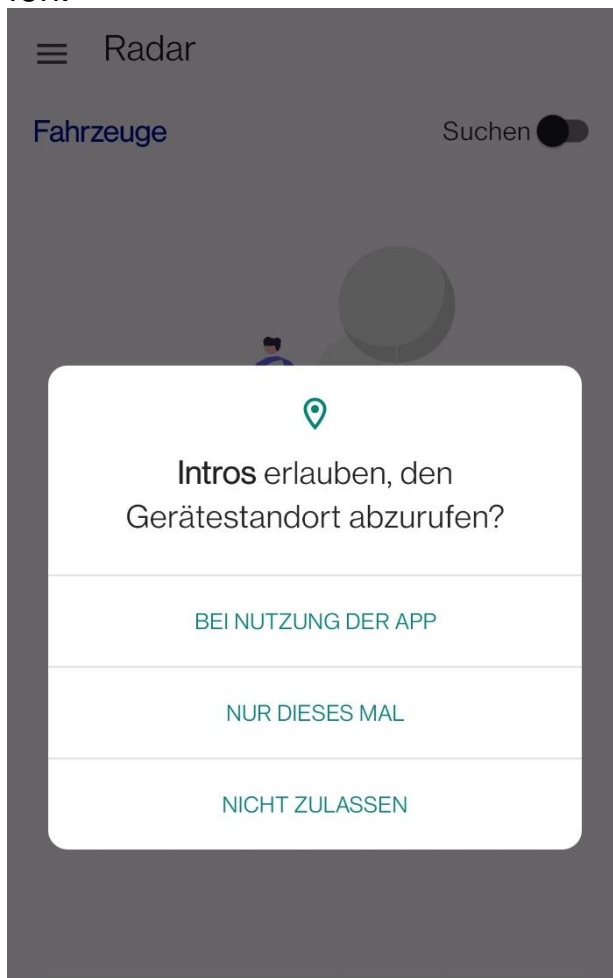 Radar
Fahrzeuge
Suchen
Intros erlauben, den
Gerätestandort abzurufen?
BEI NUTZUNG DER APP
NUR DIESES MAL
NICHT ZULASSEN